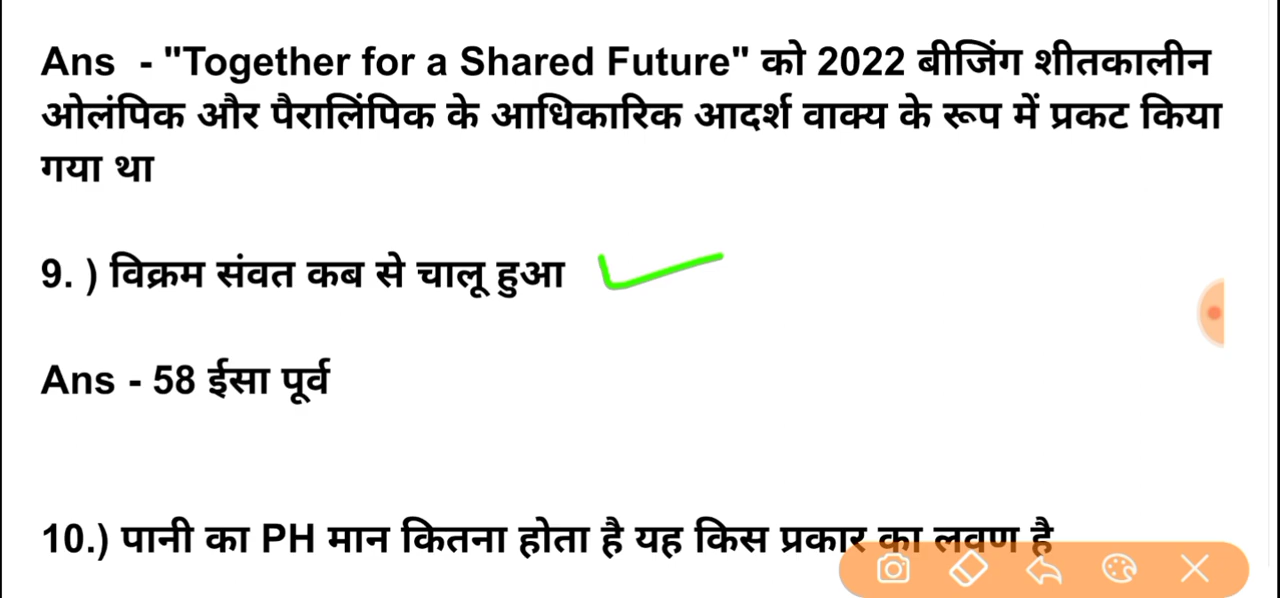 Ans - "Together for a Shared Future" को 2022 बीजिंग शीतकालीन
ओलंपिक और पैरालिंपिक के आधिकारिक आदर्श वाक्य के रूप में प्रकट किया
गया था
9. ) विक्रम संवत कब से चालू हुआ
Ans - 58 ईसा पूर्व
10.) पानी का PH मान कितना होता है यह किस प्रकार का लवण है